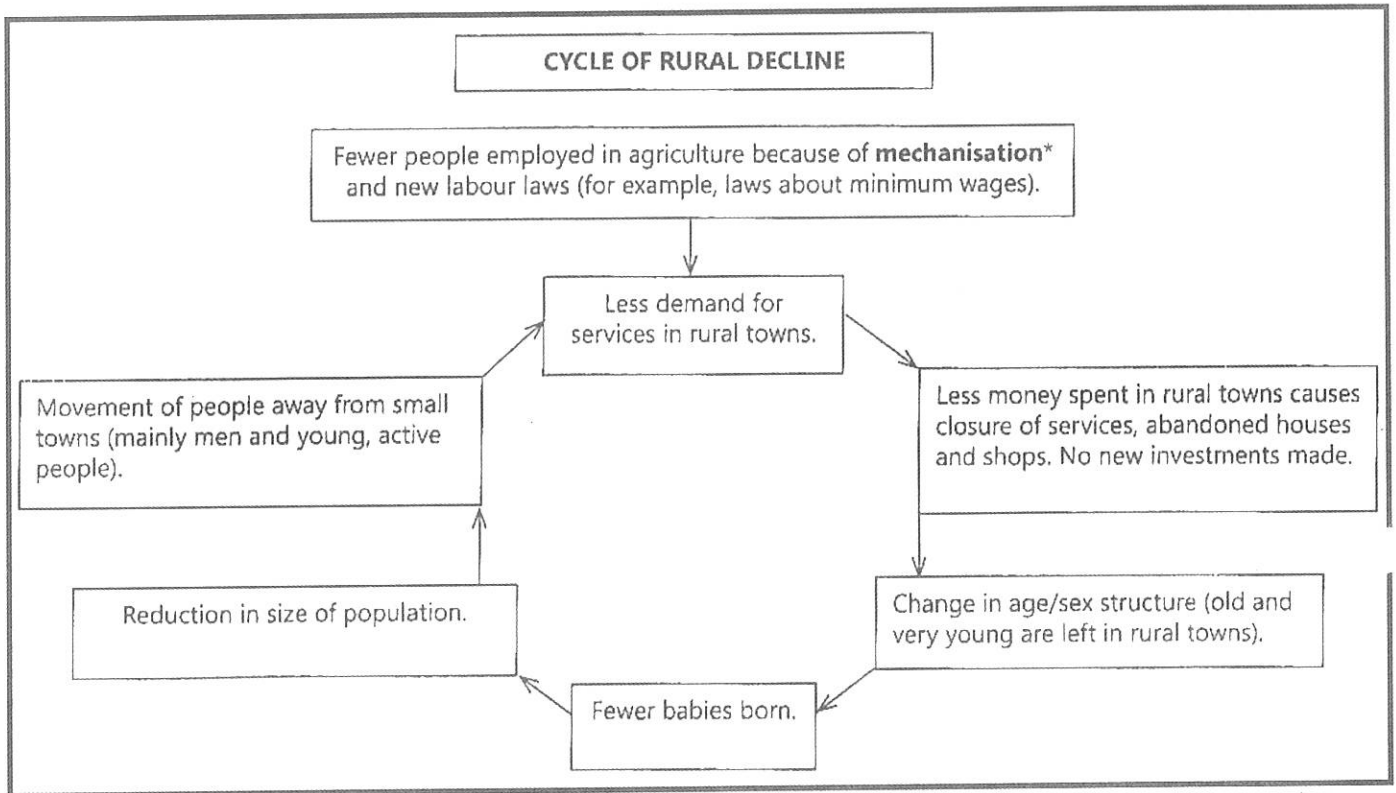 CYCLE OF RURAL DECLINE
Fewer people employed in agriculture because of mechanisation*
and new labour laws (for example, laws about minimum wages).
Less demand for
services in rural towns.
Less money spent in rural towns causes
closure of services, abandoned houses
and shops. No new investments made.
Change in age/sex structure (old and
very young are left in rural towns).
Fewer babies born.
Reduction in size of population.
Movement of people away from small
towns (mainly men and young, active
people).